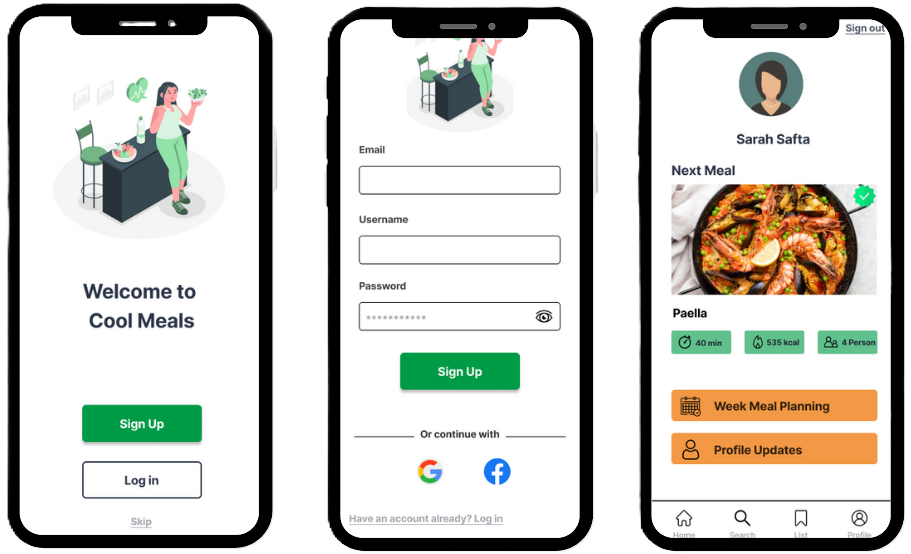 Welcome to
Cool Meals
Sign Up
Log in
Skip
Email
Username
Password
***********
Sign Up
Or continue with
Have an account already? Log in
Sign out
Sarah Safta
Next Meal
Paella
40 min
535 kcal
4 Person
Week Meal Planning
Profile Updates
Home
Search
List
Profile